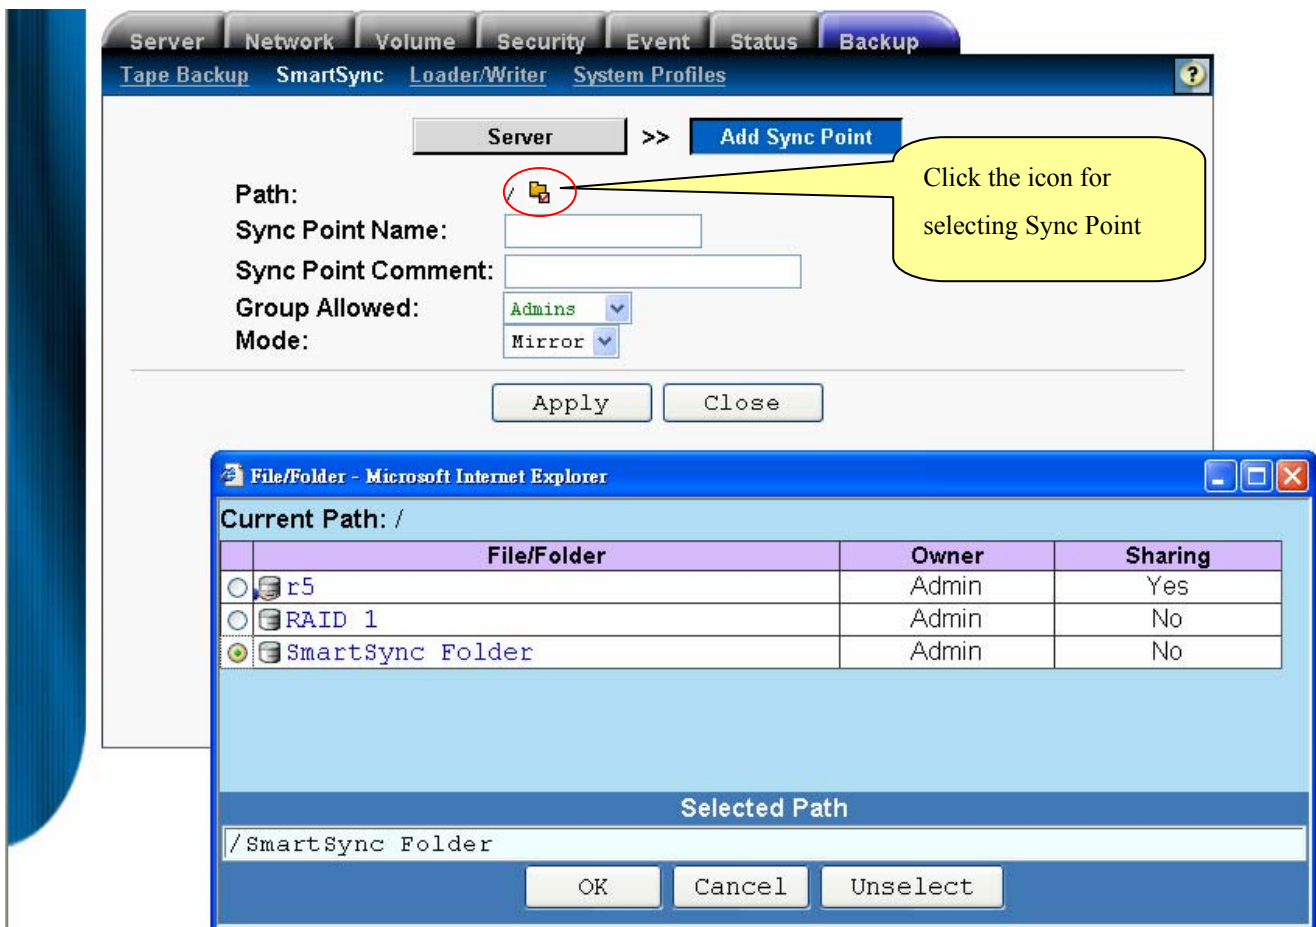 Server Network Volume Security Event Status Backup
Tape Backup SmartSync Loader/Writer System Profiles ?
Server >> Add Sync Point
Click the icon for
selecting Sync Point
Path: /
Sync Point Name:
Sync Point Comment:
Group Allowed: Admins
Mode: Mirror
Apply Close
File/Folder - Microsoft Internet Explorer
Current Path: /
File/Folder Owner Sharing
r5 Admin Yes
RAID 1 Admin No
SmartSync Folder Admin No
Selected Path
/SmartSync Folder
OK Cancel Unselect